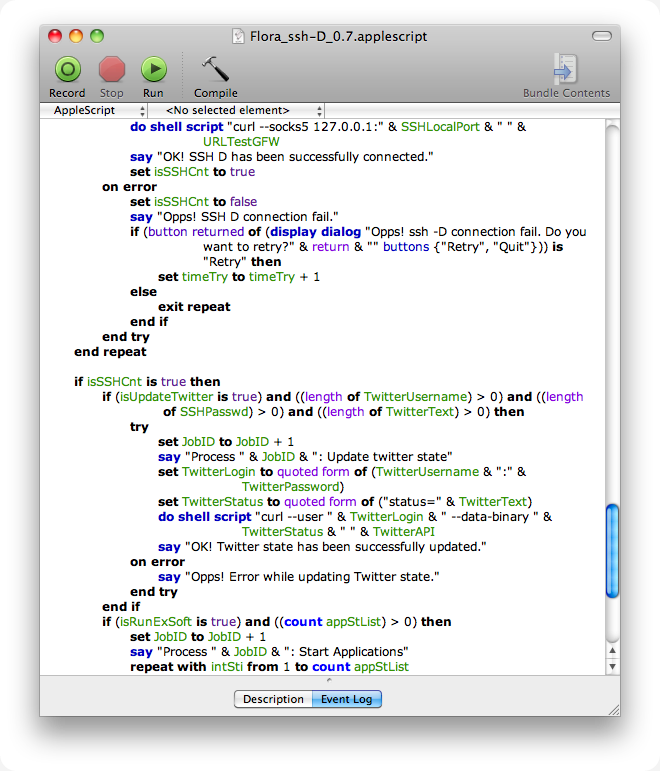 Flora_ssh-D_0.7.applescript
Record Stop Run Compile Bundle Contents
AppleScript <No selected element>
do shell script "curl --socks5 127.0.0.1:" & SSHLocalPort & " " &
URLTestGFW
say "OK! SSH D has been successfully connected."
set isSSHCnt to true
on error
set isSSHCnt to false
say "Opps! SSH D connection fail."
if (button returned of (display dialog "Opps! ssh -D connection fail. Do you
want to retry?" & return & "" buttons {"Retry", "Quit"})) is
"Retry" then
set timeTry to timeTry + 1
else
exit repeat
end if
end try
end repeat
if isSSHCnt is true then
if (isUpdateTwitter is true) and ((length of TwitterUsername) > 0) and ((length
of SSHPasswd) > 0) and ((length of TwitterText) > 0) then
try
set JobID to JobID + 1
say "Process " & JobID & ": Update twitter state"
set TwitterLogin to quoted form of (TwitterUsername & ":" &
TwitterPassword)
set TwitterStatus to quoted form of ("status=" & TwitterText)
do shell script "curl --user " & TwitterLogin & " --data-binary " &
TwitterStatus & " " & TwitterAPI
say "OK! Twitter state has been successfully updated."
on error
say "Opps! Error while updating Twitter state."
end try
end if
if (isRunExSoft is true) and ((count appStList) > 0) then
set JobID to JobID + 1
say "Process " & JobID & ": Start Applications"
repeat with intSti from 1 to count appStList
Description Event Log